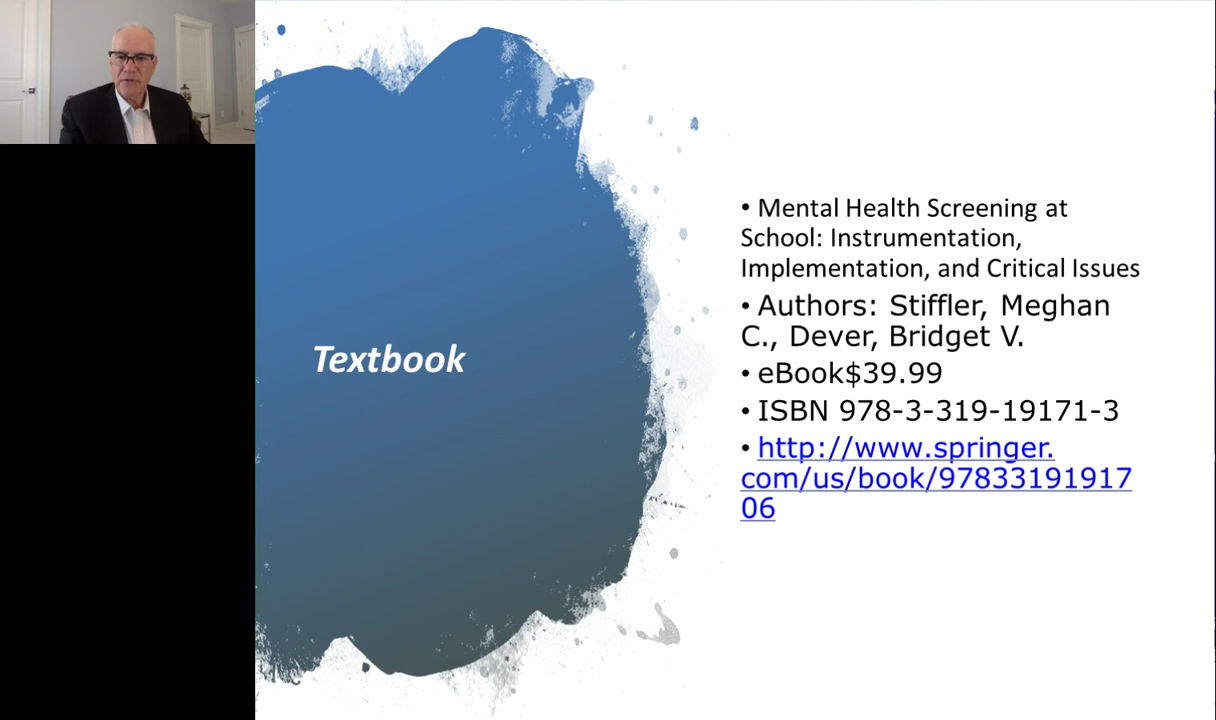 Textbook
• Mental Health Screening at
School: Instrumentation,
Implementation, and Critical Issues
• Authors: Stiffler, Meghan
C., Dever, Bridget V.
• eBook$39.99
• ISBN 978-3-319-19171-3
• http://www.springer.
com/us/book/97833191917
06